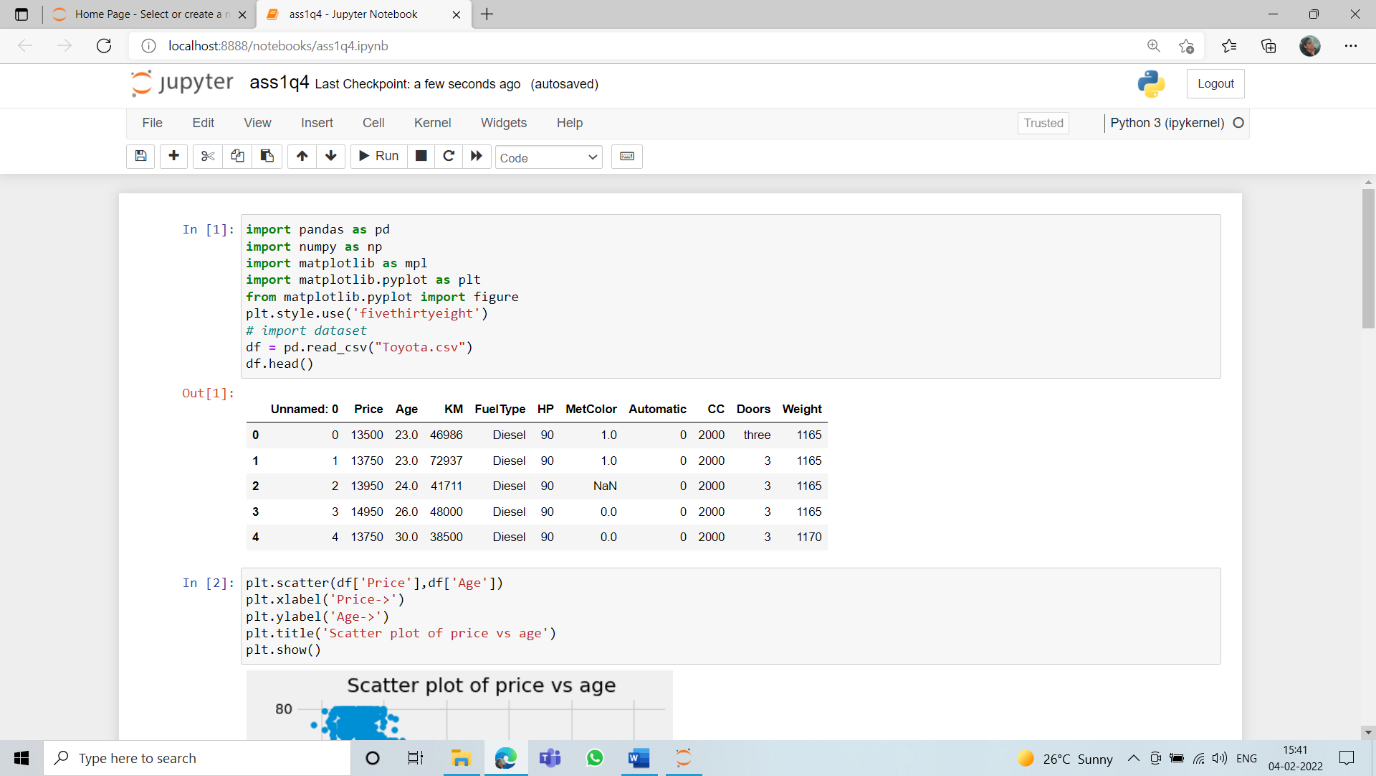 Home Page - Select or create a n
ass1q4 - Jupyter Notebook
localhost:8888/notebooks/ass1q4.ipynb
jupyter ass1q4 Last Checkpoint: a few seconds ago (autosaved)
Logout
File Edit View Insert Cell Kernel Widgets Help
Trusted
Python 3 (ipykernel)
Run
Code
In [1]: import pandas as pd
import numpy as np
import matplotlib as mpl
import matplotlib.pyplot as plt
from matplotlib.pyplot import figure
plt.style.use('fivethirtyeight')
# import dataset
df = pd.read_csv("Toyota.csv")
df.head()
Out[1]:
Unnamed: 0 Price Age KM FuelType HP MetColor Automatic CC Doors Weight
0 0 13500 23.0 46986 Diesel 90 1.0 0 2000 three 1165
1 1 13750 23.0 72937 Diesel 90 1.0 0 2000 3 1165
2 2 13950 24.0 41711 Diesel 90 NaN 0 2000 3 1165
3 3 14950 26.0 48000 Diesel 90 0.0 0 2000 3 1165
4 4 13750 30.0 38500 Diesel 90 0.0 0 2000 3 1170
In [2]: plt.scatter(df['Price'],df['Age'])
plt.xlabel('Price->')
plt.ylabel('Age->')
plt.title('Scatter plot of price vs age')
plt.show()
Scatter plot of price vs age
80
Type here to search
26°C Sunny
ENG
15:41
04-02-2022